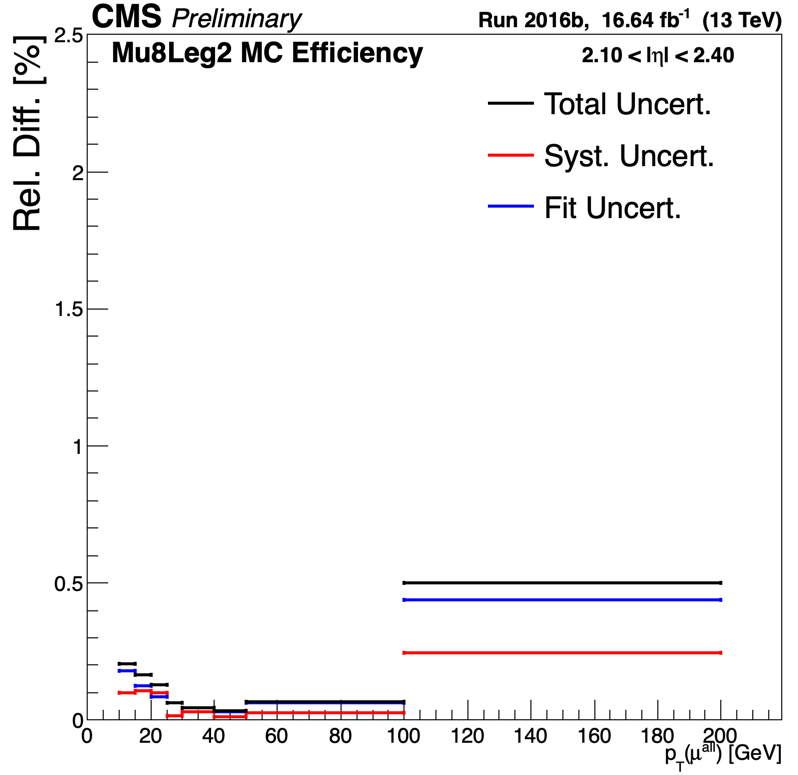 CMS Preliminary Run 2016b, 16.64 fb⁻¹ (13 TeV)
Mu8Leg2 MC Efficiency 2.10 < |η| < 2.40
Total Uncert.
Syst. Uncert.
Fit Uncert.
Rel. Diff. [%]
2.5
2
1.5
1
0.5
0
0 20 40 60 80 100 120 140 160 180 200
p_T(μ^all) [GeV]